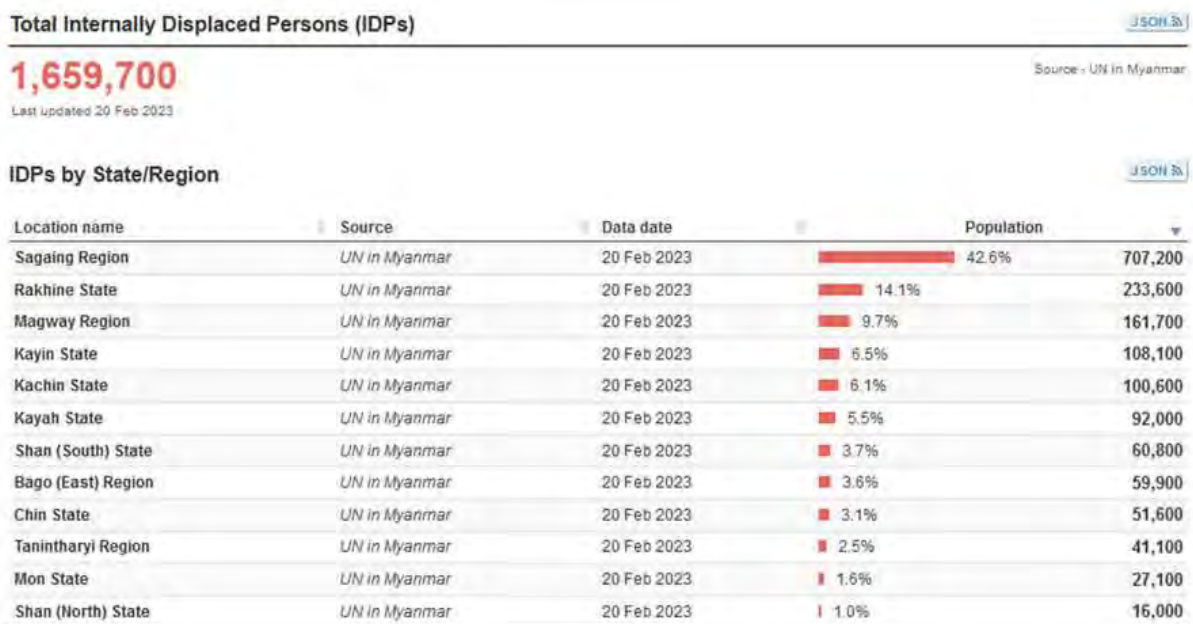 Total Internally Displaced Persons (IDPs) JSON
1,659,700 Source - UN in Myanmar
Last updated 20 Feb 2023
IDPs by State/Region JSON
Location name Source Data date Population
Sagaing Region UN in Myanmar 20 Feb 2023 42.6% 707,200
Rakhine State UN in Myanmar 20 Feb 2023 14.1% 233,600
Magway Region UN in Myanmar 20 Feb 2023 9.7% 161,700
Kayin State UN in Myanmar 20 Feb 2023 6.5% 108,100
Kachin State UN in Myanmar 20 Feb 2023 6.1% 100,600
Kayah State UN in Myanmar 20 Feb 2023 5.5% 92,000
Shan (South) State UN in Myanmar 20 Feb 2023 3.7% 60,800
Bago (East) Region UN in Myanmar 20 Feb 2023 3.6% 59,900
Chin State UN in Myanmar 20 Feb 2023 3.1% 51,600
Tanintharyi Region UN in Myanmar 20 Feb 2023 2.5% 41,100
Mon State UN in Myanmar 20 Feb 2023 1.6% 27,100
Shan (North) State UN in Myanmar 20 Feb 2023 1.0% 16,000